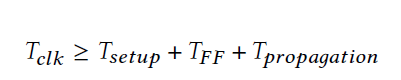 T_clk ≥ T_setup + T_FF + T_propagation